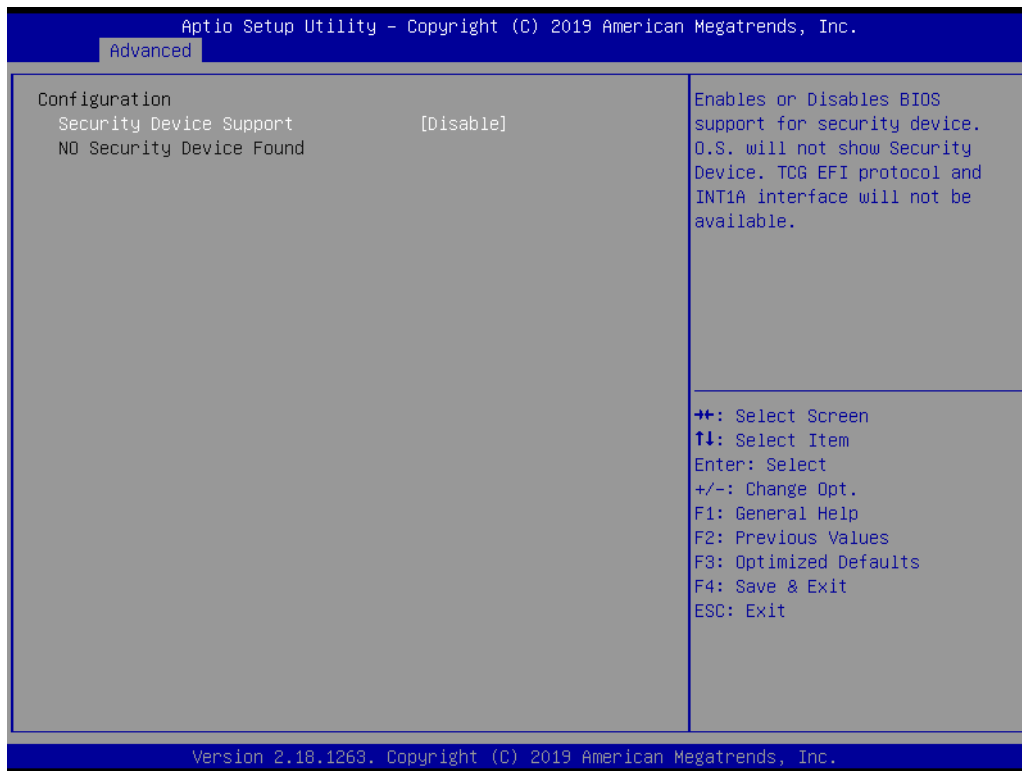 Aptio Setup Utility – Copyright (C) 2019 American Megatrends, Inc.
Advanced
Configuration
Security Device Support [Disable]
NO Security Device Found
Enables or Disables BIOS
support for security device.
O.S. will not show Security
Device. TCG EFI protocol and
INT1A interface will not be
available.
→←: Select Screen
↑↓: Select Item
Enter: Select
+/-: Change Opt.
F1: General Help
F2: Previous Values
F3: Optimized Defaults
F4: Save & Exit
ESC: Exit
Version 2.18.1263. Copyright (C) 2019 American Megatrends, Inc.